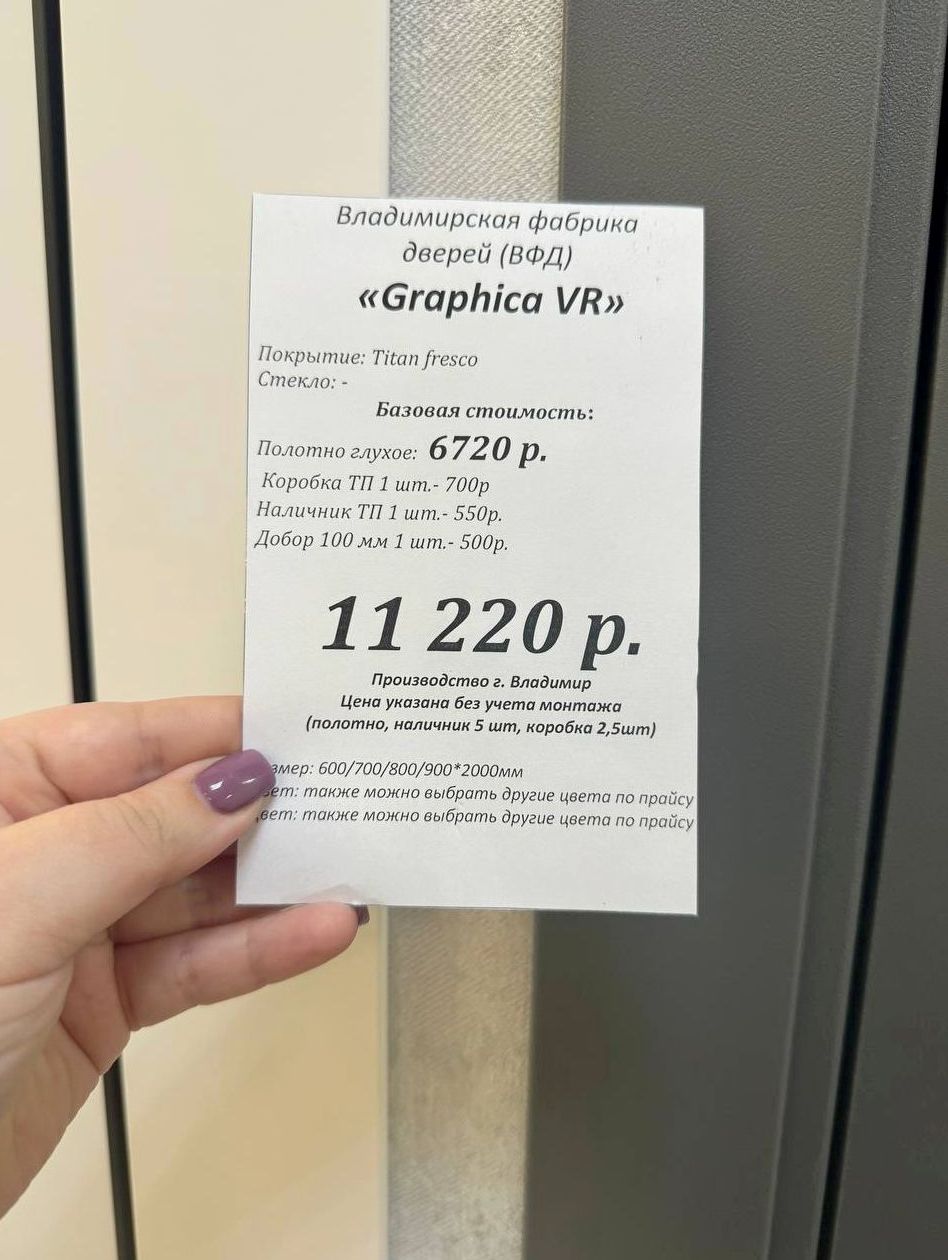 Владимирская фабрика
дверей (ВФД)
«Graphica VR»
Покрытие: Titan fresco
Стекло: -
Базовая стоимость:
Полотно глухое: 6720 р.
Коробка ТП 1 шт.- 700р
Наличник ТП 1 шт.- 550р.
Добор 100 мм 1 шт.- 500р.
11 220 р.
Производство г. Владимир
Цена указана без учета монтажа
(полотно, наличник 5 шт, коробка 2,5шт)
змер: 600/700/800/900*2000мм
вет: также можно выбрать другие цвета по прайсу
вет: также можно выбрать другие цвета по прайсу